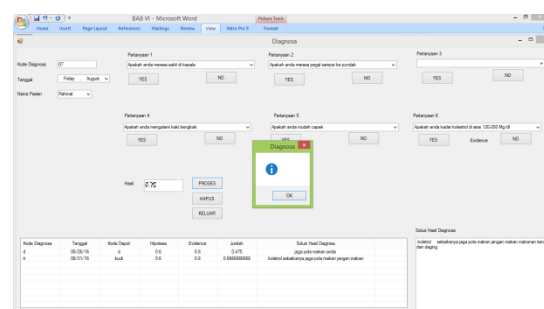 BAB VI - Microsoft Word
Picture Tools
Home Insert Page Layout References Mailings Review View Nitro Pro 9 Format
Diagnosa
Pertanyaan 1 Pertanyaan 2 Pertanyaan 3
Kode Diagnosa 07 Apakah anda merasa sakit di kepala Apakah anda merasa pegal sampai ke pundak
Tanggal Friday , August YES NO YES NO YES NO
Nama Pasien Rahmat
Pertanyaan 4 Pertanyaan 5 Pertanyaan 6
Apakah anda mengalami kaki bengkak Apakah anda mudah capek Apakah anda kadar kolestrol di atas 120-200 Mg/dl
YES NO YES NO YES Evidence NO
Diagnosa
OK
Hasil 0.75 PROSES
HAPUS
KELUAR
Solusi Hasil Diagnosa
Kode Diagnosa Tanggal Kode Depoti Hipotesa Evidence Jumlah Solusi Hasil Diagnosa
d 08/26/16 d 0.6 0.8 0.475 jaga pola makan anda
08/31/16 budi 0.6 0.8 kolestrol sebaiknya jaga pola makan jangan makan
kolestrol sebaiknya jaga pola makan jangan makan makanan
dan daging